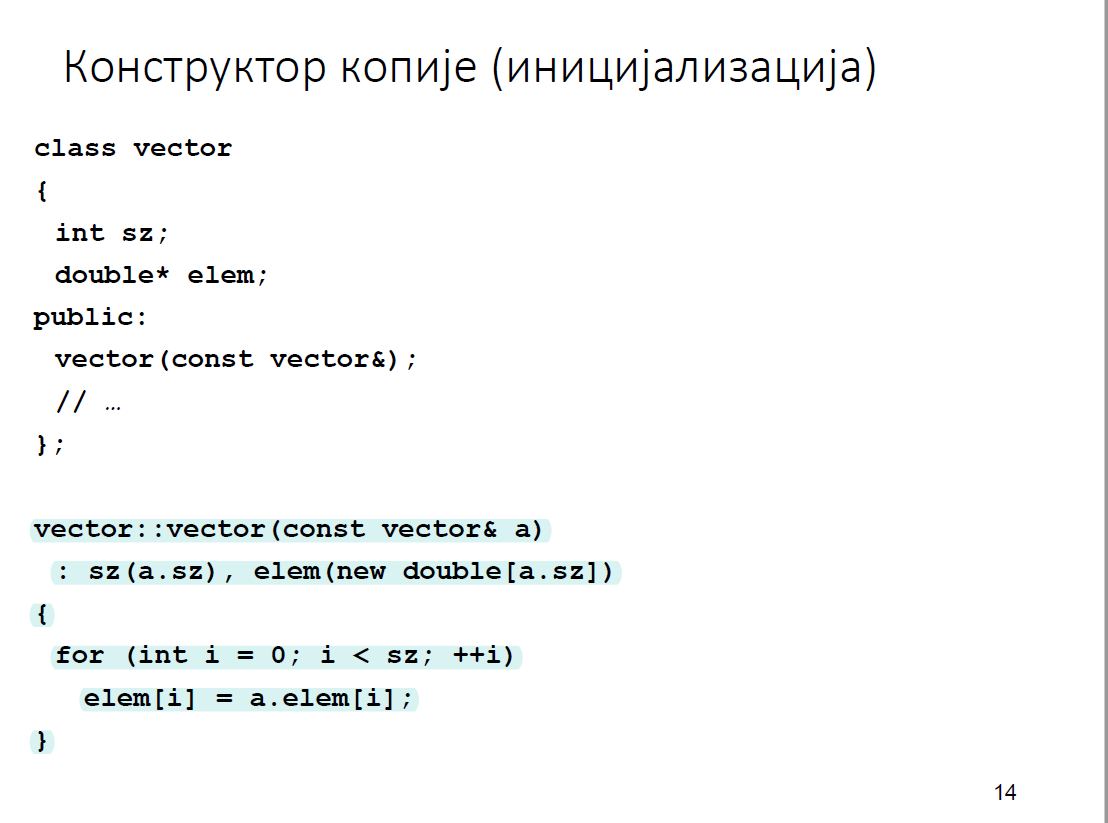 Конструктор копије (иницијализација)
class vector
{
int sz;
double* elem;
public:
vector(const vector&);
// …
};
vector::vector(const vector& a)
: sz(a.sz), elem(new double[a.sz])
{
for (int i = 0; i < sz; ++i)
elem[i] = a.elem[i];
}
14